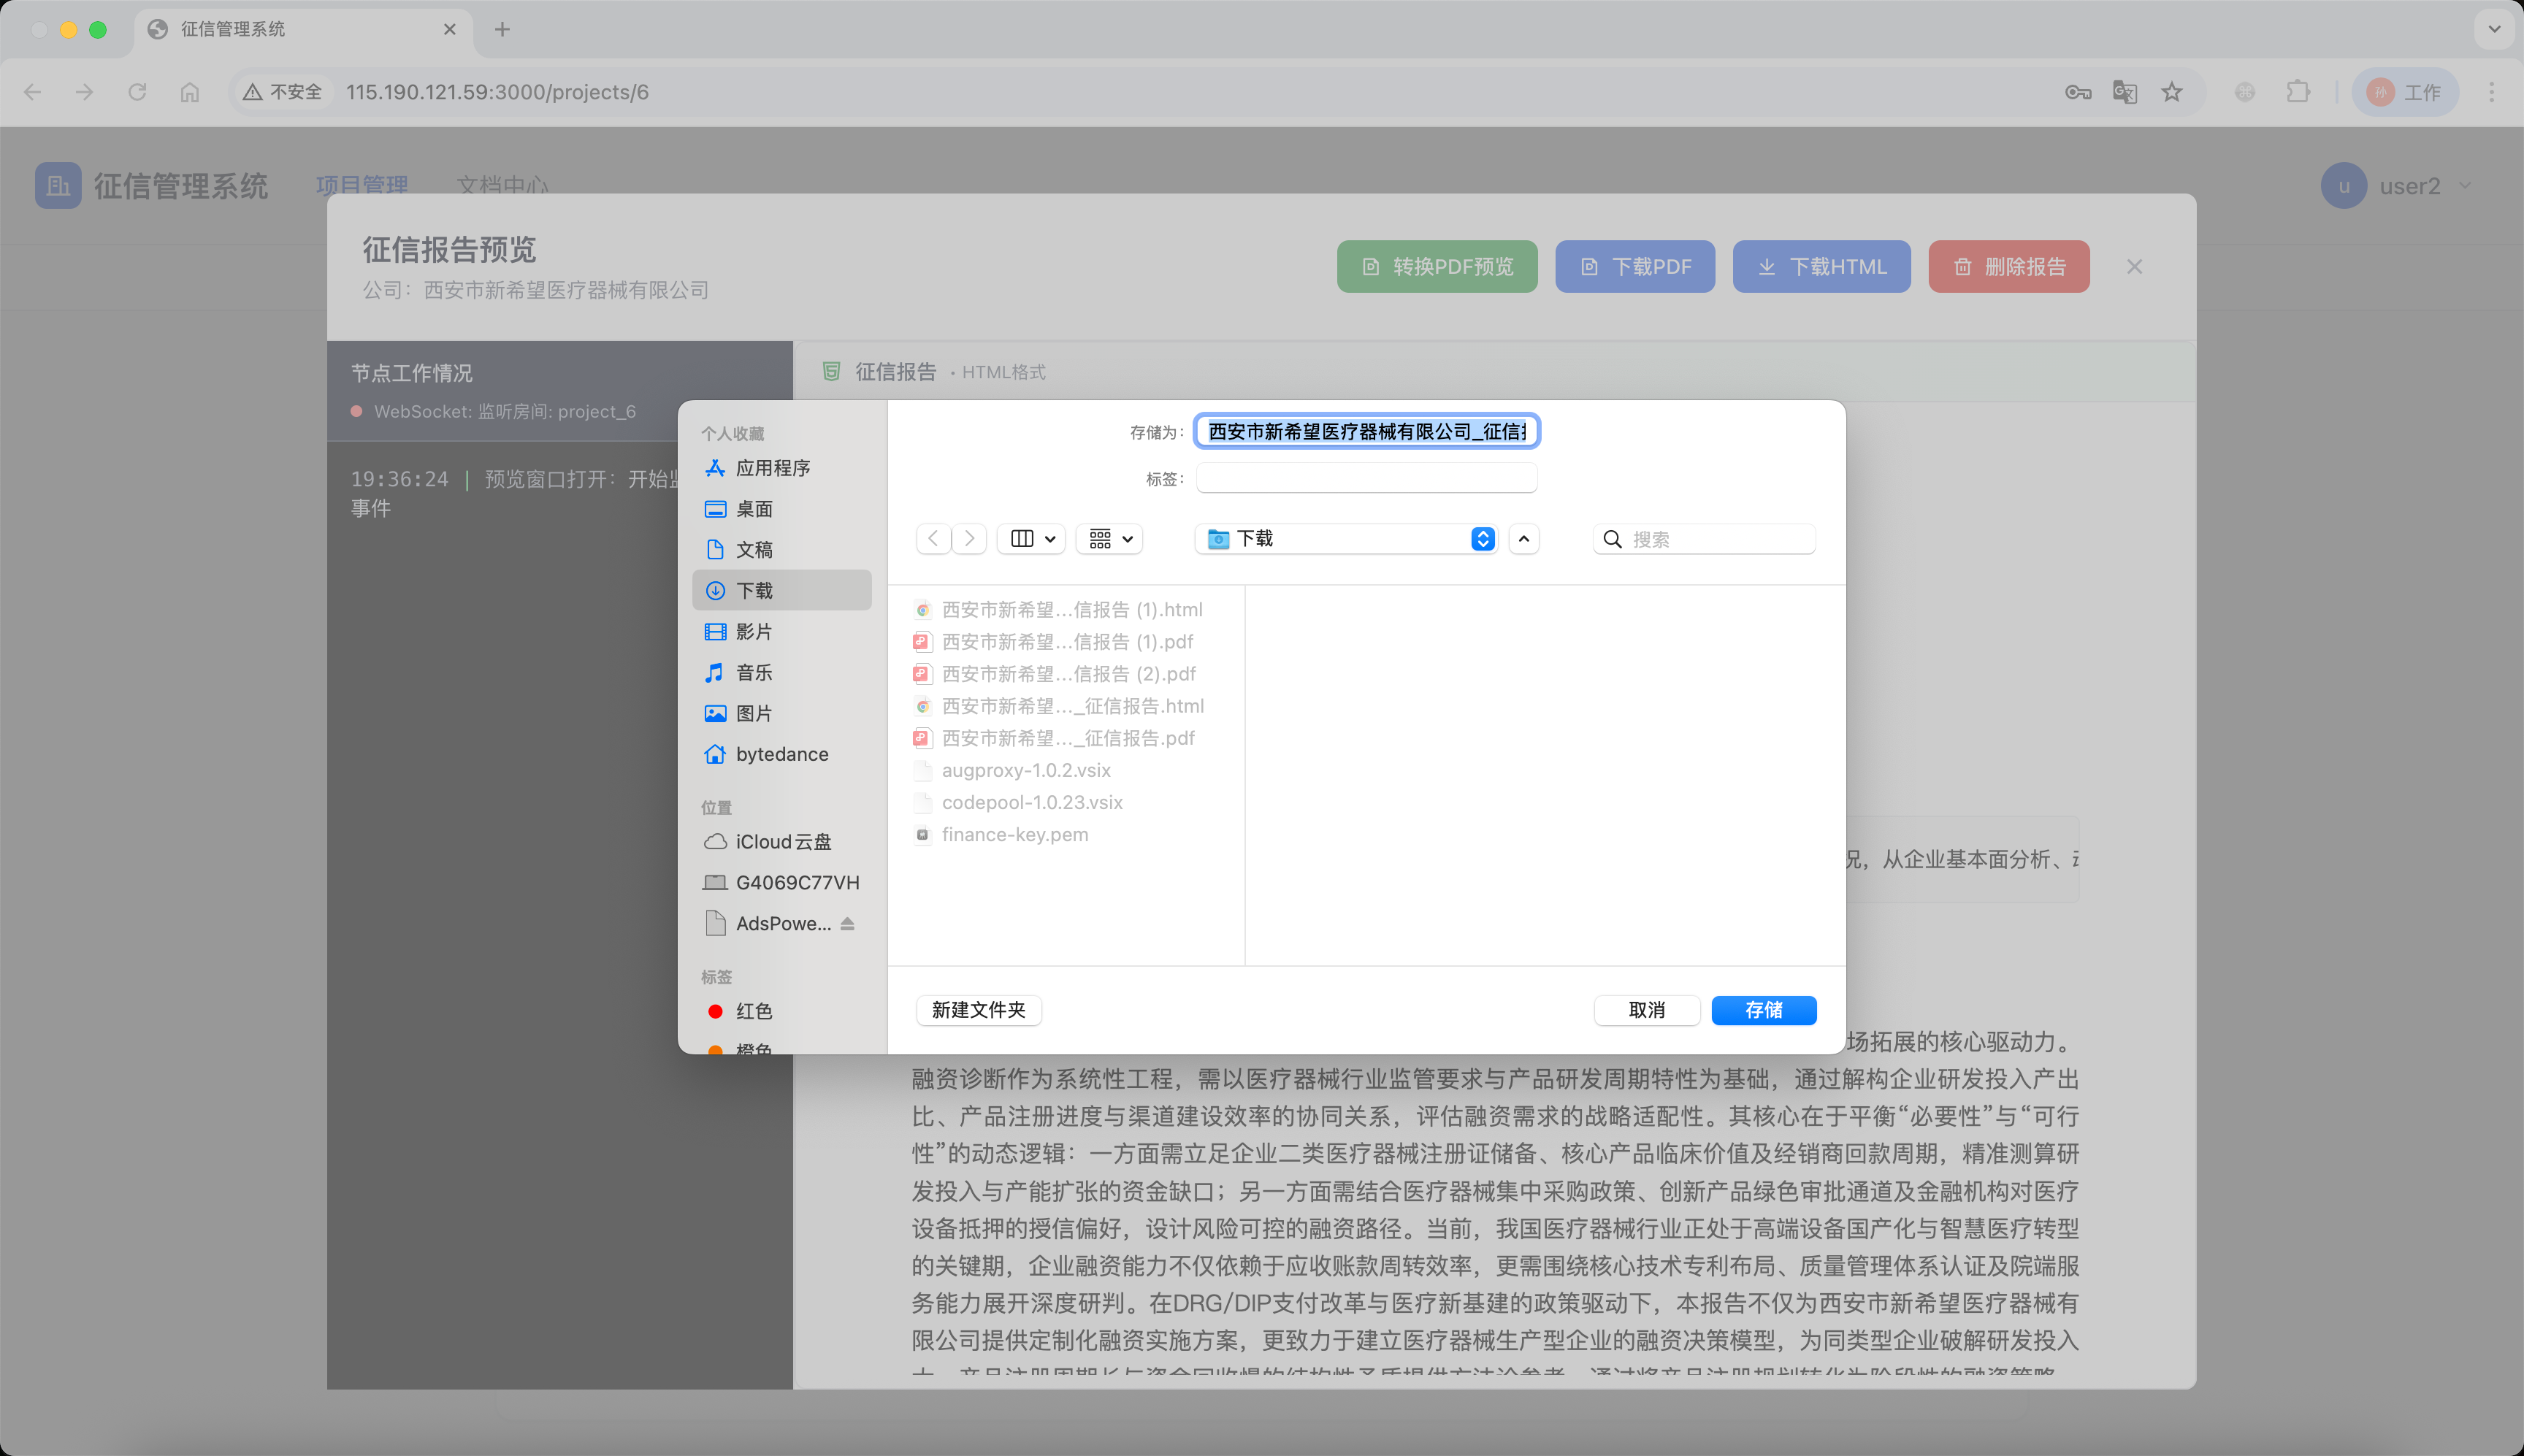 征信管理系统
不安全
115.190.121.59:3000/projects/6
孙
工作
征信管理系统
项目管理
文档中心
u
user2
征信报告预览
公司：西安市新希望医疗器械有限公司
转换PDF预览
下载PDF
下载HTML
删除报告
节点工作情况
WebSocket: 监听房间: project_6
19:36:24 | 预览窗口打开: 开始
事件
征信报告
• HTML格式
个人收藏
应用程序
桌面
文稿
下载
影片
音乐
图片
bytedance
位置
iCloud云盘
G4069C77VH
AdsPowe...
标签
红色
橙色
存储为：
西安市新希望医疗器械有限公司_征信
标签：
下载
搜索
西安市新希望...信报告 (1).html
西安市新希望...信报告 (1).pdf
西安市新希望...信报告 (2).pdf
西安市新希望..._征信报告.html
西安市新希望..._征信报告.pdf
augproxy-1.0.2.vsix
codepool-1.0.23.vsix
finance-key.pem
新建文件夹
取消
存储
况，从企业基本面分析、
场拓展的核心驱动力。
融资诊断作为系统性工程，需以医疗器械行业监管要求与产品研发周期特性为基础，通过解构企业研发投入产出
比、产品注册进度与渠道建设效率的协同关系，评估融资需求的战略适配性。其核心在于平衡“必要性”与“可行
性”的动态逻辑：一方面需立足企业二类医疗器械注册证储备、核心产品临床价值及经销商回款周期，精准测算研
发投入与产能扩张的资金缺口；另一方面需结合医疗器械集中采购政策、创新产品绿色审批通道及金融机构对医疗
设备抵押的授信偏好，设计风险可控的融资路径。当前，我国医疗器械行业正处于高端设备国产化与智慧医疗转型
的关键期，企业融资能力不仅依赖于应收账款周转效率，更需围绕核心技术专利布局、质量管理体系认证及院端服
务能力展开深度研判。在DRG/DIP支付改革与医疗新基建的政策驱动下，本报告不仅为西安市新希望医疗器械有
限公司提供定制化融资实施方案，更致力于建立医疗器械生产型企业的融资决策模型，为同类型企业破解研发投入